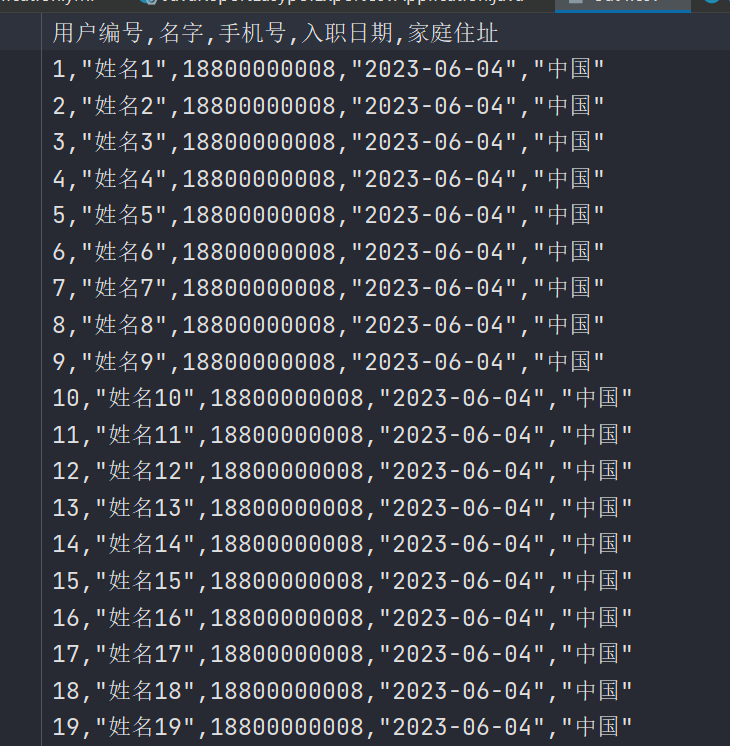 用户编号,名字,手机号,入职日期,家庭住址
1,"姓名1",18800000008,"2023-06-04","中国"
2,"姓名2",18800000008,"2023-06-04","中国"
3,"姓名3",18800000008,"2023-06-04","中国"
4,"姓名4",18800000008,"2023-06-04","中国"
5,"姓名5",18800000008,"2023-06-04","中国"
6,"姓名6",18800000008,"2023-06-04","中国"
7,"姓名7",18800000008,"2023-06-04","中国"
8,"姓名8",18800000008,"2023-06-04","中国"
9,"姓名9",18800000008,"2023-06-04","中国"
10,"姓名10",18800000008,"2023-06-04","中国"
11,"姓名11",18800000008,"2023-06-04","中国"
12,"姓名12",18800000008,"2023-06-04","中国"
13,"姓名13",18800000008,"2023-06-04","中国"
14,"姓名14",18800000008,"2023-06-04","中国"
15,"姓名15",18800000008,"2023-06-04","中国"
16,"姓名16",18800000008,"2023-06-04","中国"
17,"姓名17",18800000008,"2023-06-04","中国"
18,"姓名18",18800000008,"2023-06-04","中国"
19,"姓名19",18800000008,"2023-06-04","中国"